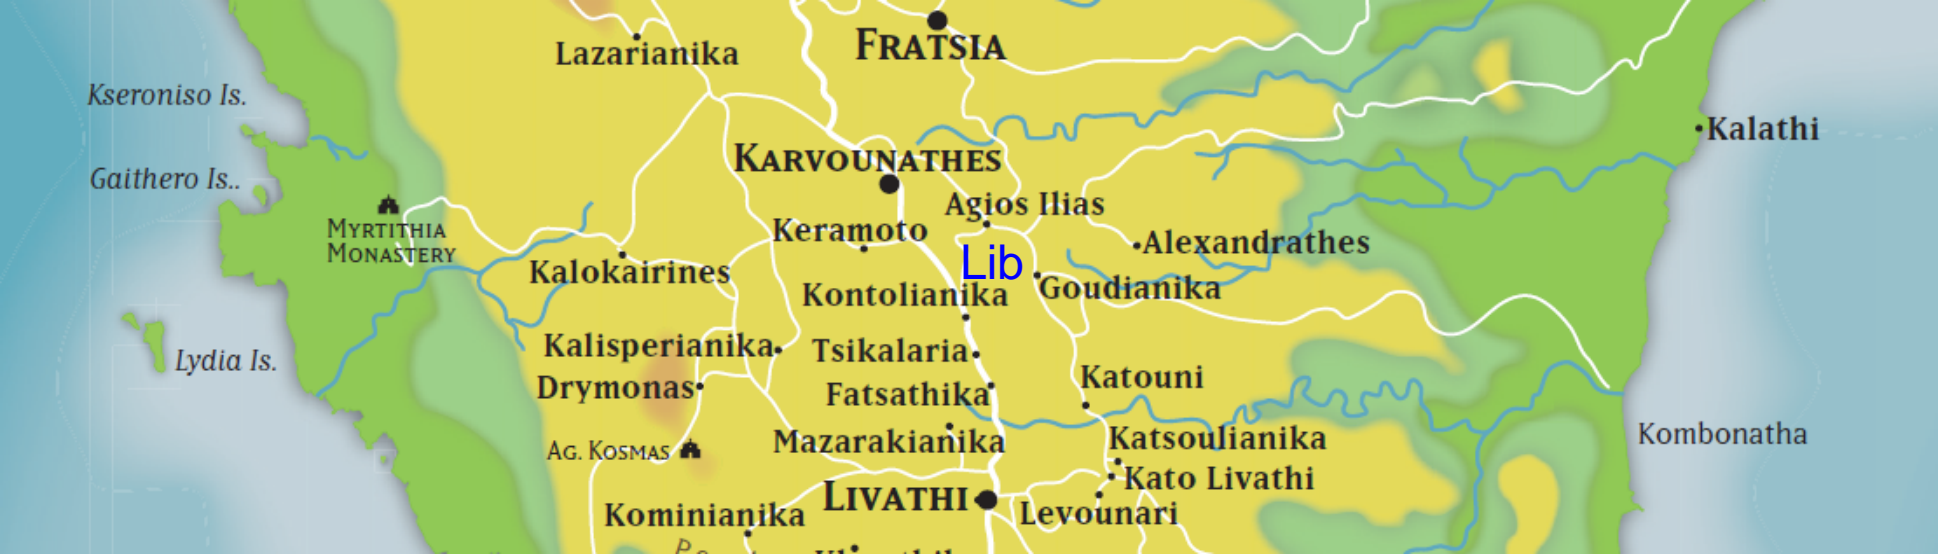 FRATSIA
Lazarianika
Kseroniso Is.
Kalathi
KARVOUNATHES
Gaithero Is..
Agios Ilias
MYRTITHIA
MONASTERY
Keramoto
Alexandrathes
Lib
Kalokairines
Goudianika
Kontolianika
Kalisperianika
Tsikalaria
Lydia Is.
Katouni
Drymonas
Fatsathika
Kombonatha
Mazarakianika
Katsoulianika
AG. KOSMAS
Kato Livathi
LIVATHI
Kominianika
Levounari